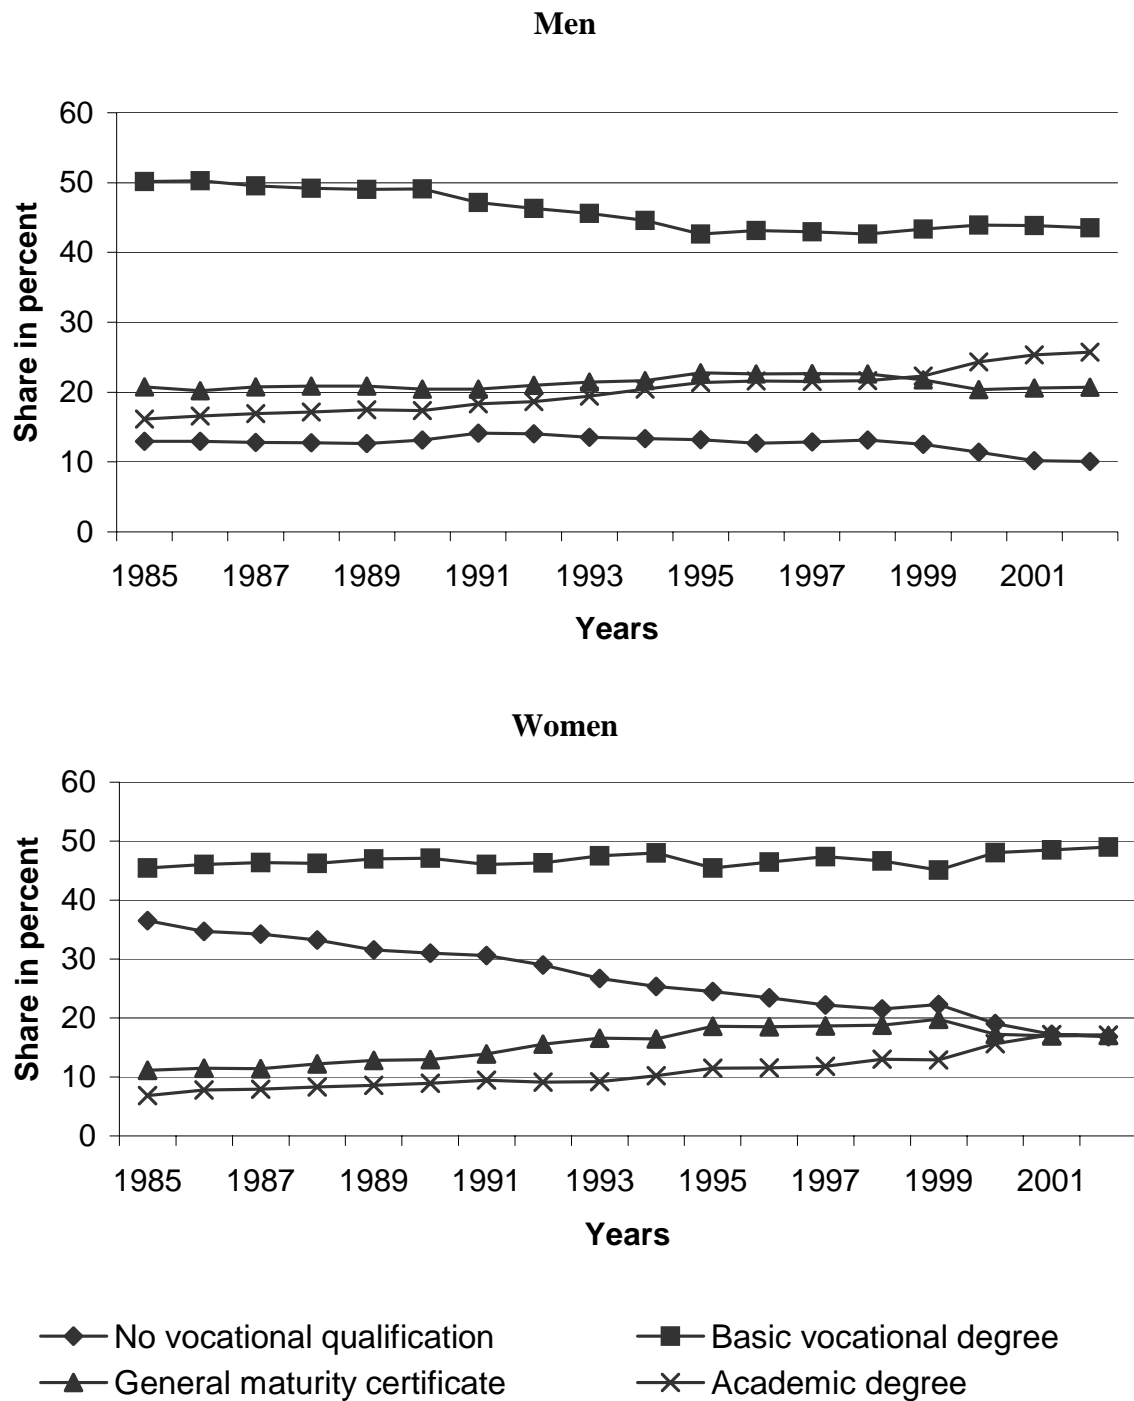 Men
60
50
40
30
20
10
0
Share in percent
1985 1987 1989 1991 1993 1995 1997 1999 2001
Years
Women
60
50
40
30
20
10
0
Share in percent
1985 1987 1989 1991 1993 1995 1997 1999 2001
Years
No vocational qualification Basic vocational degree
General maturity certificate Academic degree